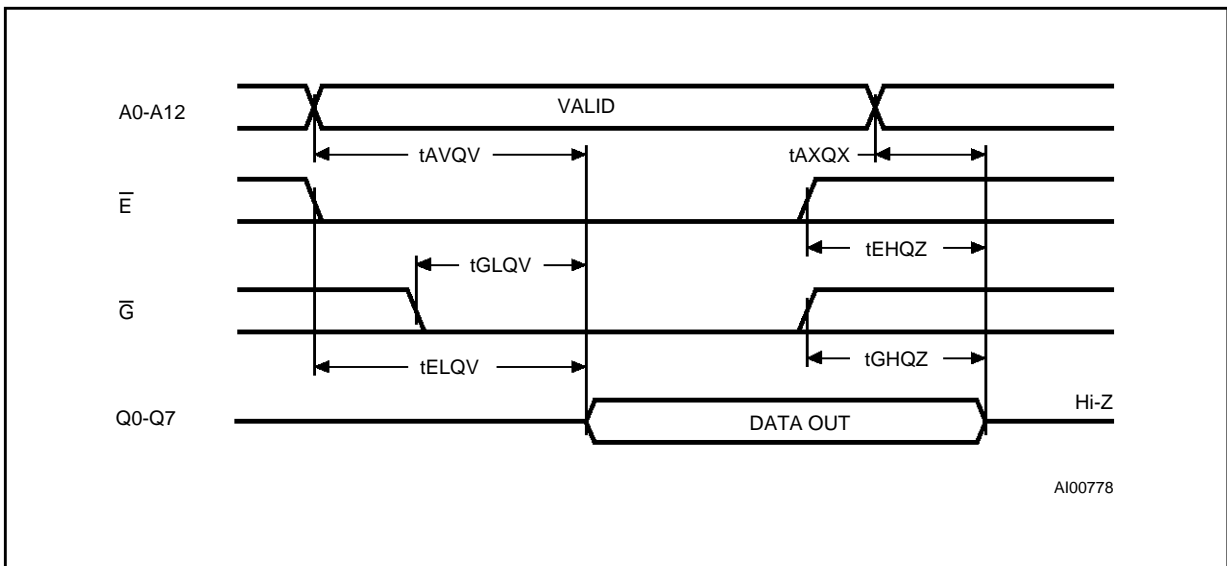 A0-A12
VALID
tAVQV
tAXQX
E̅
tEHQZ
tGLQV
G̅
tGHQZ
tELQV
Q0-Q7
DATA OUT
Hi-Z
AI00778